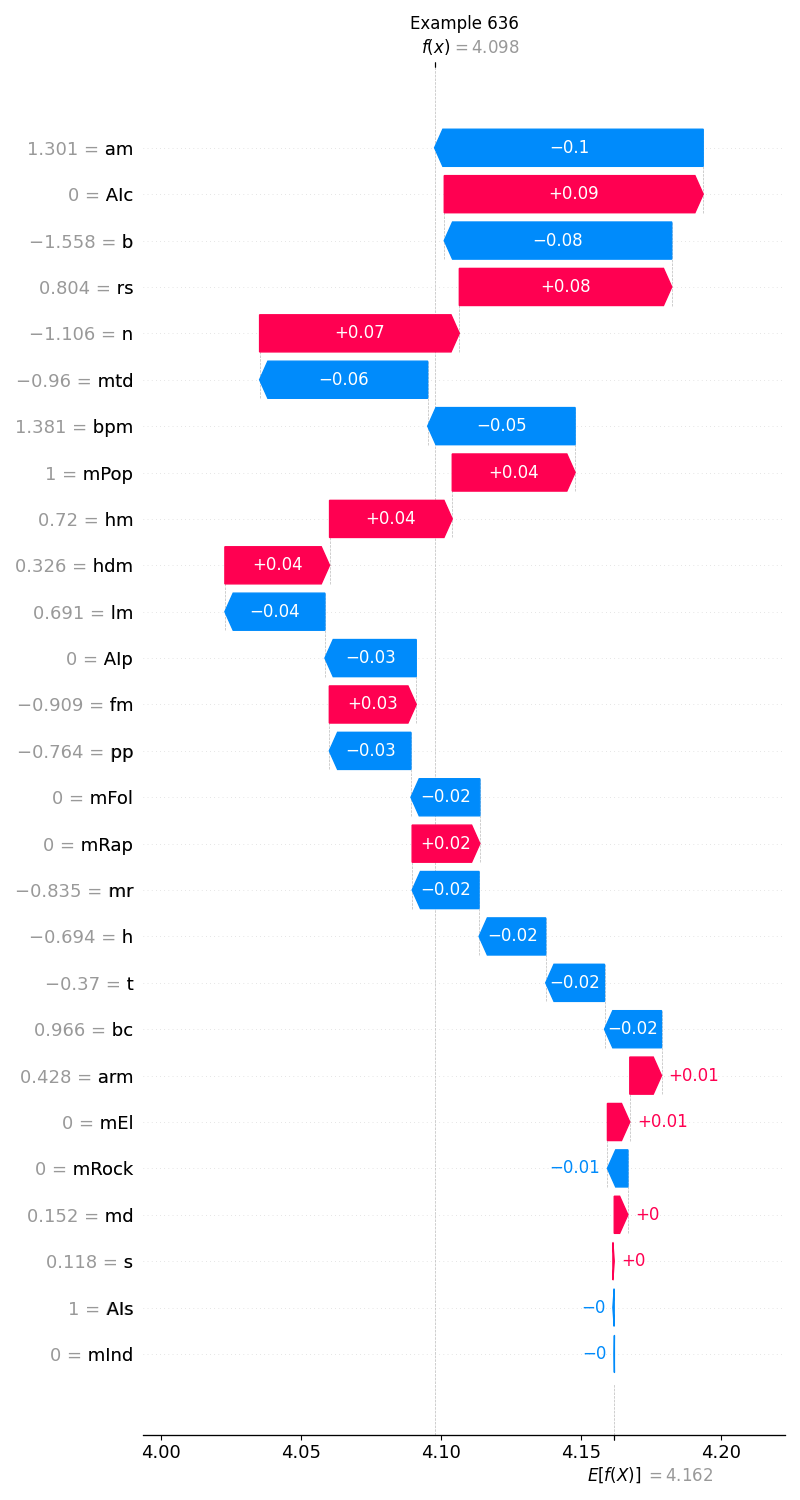 Example 636
f(x) = 4.098
1.301 = am −0.1
0 = AIc +0.09
−1.558 = b −0.08
0.804 = rs +0.08
−1.106 = n +0.07
−0.96 = mtd −0.06
1.381 = bpm −0.05
1 = mPop +0.04
0.72 = hm +0.04
0.326 = hdm +0.04
0.691 = lm −0.04
0 = AIp −0.03
−0.909 = fm +0.03
−0.764 = pp −0.03
0 = mFol −0.02
0 = mRap +0.02
−0.835 = mr −0.02
−0.694 = h −0.02
−0.37 = t −0.02
0.966 = bc −0.02
0.428 = arm +0.01
0 = mEl +0.01
0 = mRock −0.01
0.152 = md +0
0.118 = s +0
1 = AIs −0
0 = mInd −0
4.00 4.05 4.10 4.15 4.20
E[f(X)] = 4.162